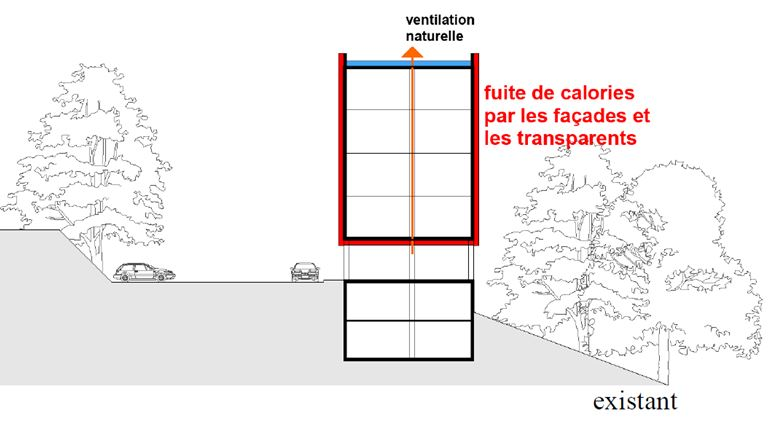 ventilation
naturelle
fuite de calories
par les façades et
les transparents
existant